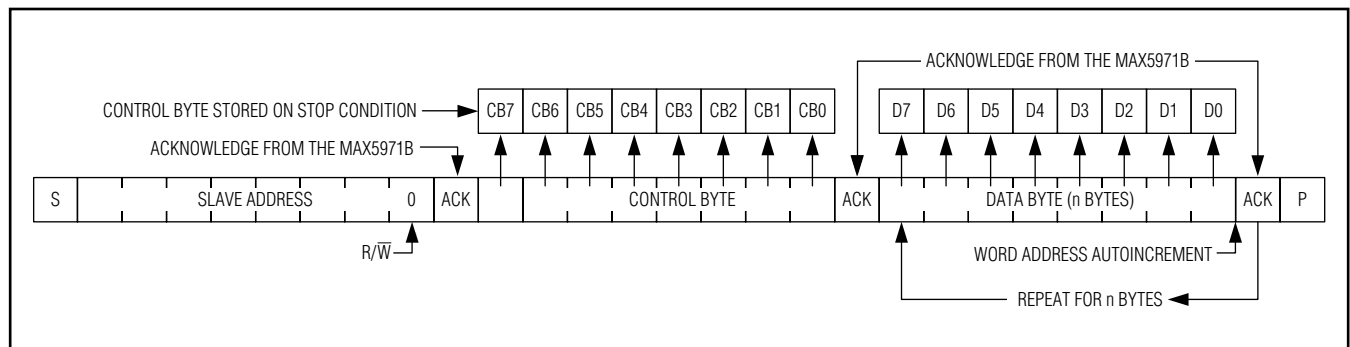 ACKNOWLEDGE FROM THE MAX5971B
CONTROL BYTE STORED ON STOP CONDITION CB7 CB6 CB5 CB4 CB3 CB2 CB1 CB0 D7 D6 D5 D4 D3 D2 D1 D0
ACKNOWLEDGE FROM THE MAX5971B
S SLAVE ADDRESS 0 ACK CONTROL BYTE ACK DATA BYTE (n BYTES) ACK P
R/W̅ WORD ADDRESS AUTOINCREMENT
REPEAT FOR n BYTES